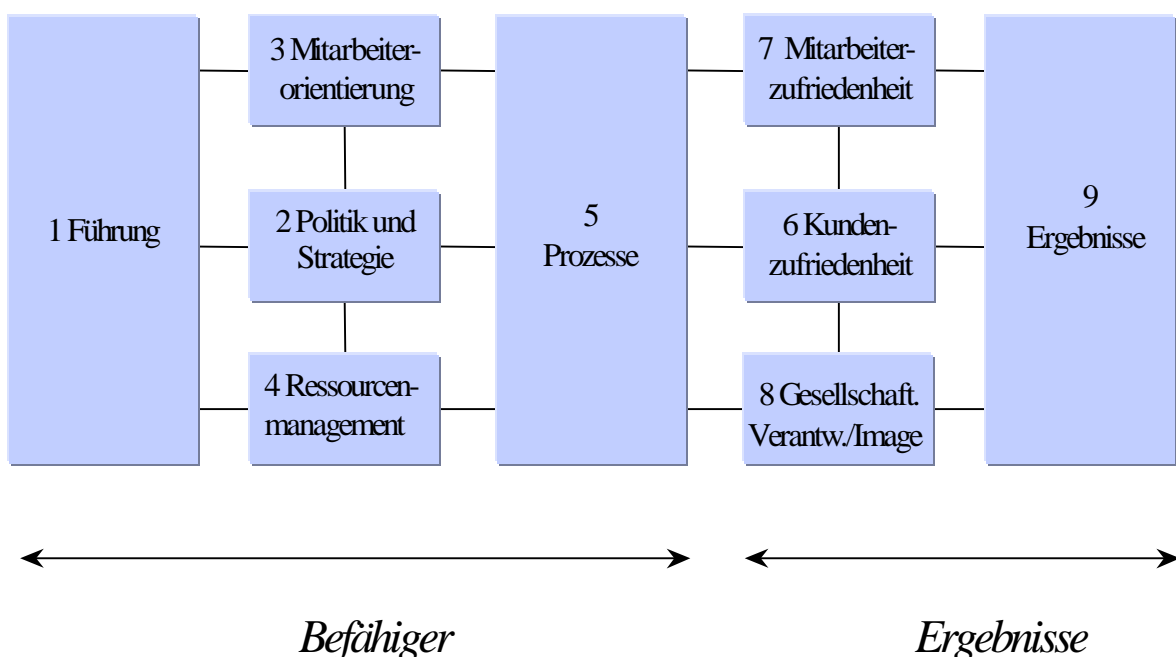 1 Führung
3 Mitarbeiter-
orientierung
2 Politik und
Strategie
4 Ressourcen-
management
5
Prozesse
7 Mitarbeiter-
zufriedenheit
6 Kunden-
zufriedenheit
8 Gesellschaft.
Verantw./Image
9
Ergebnisse
Befähiger
Ergebnisse